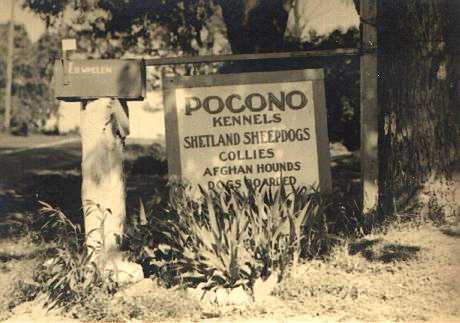 E.B. WHELEN
POCONO
KENNELS
SHETLAND SHEEPDOGS
COLLIES
AFGHAN HOUNDS
DOGS BOARDED